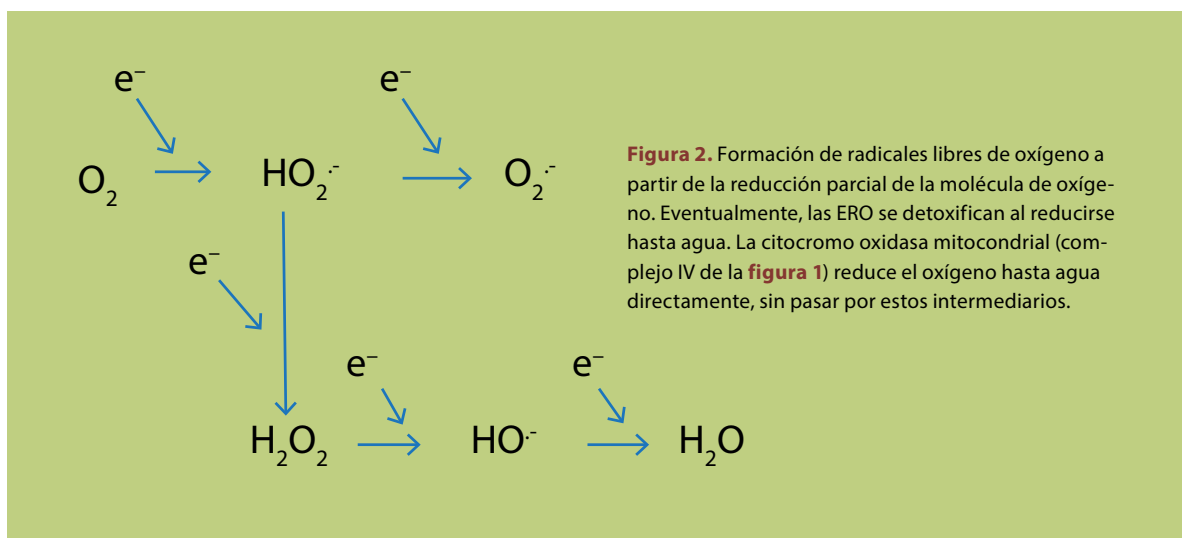 e⁻ e⁻
O₂ HO₂·⁻ O₂·⁻
e⁻
e⁻ e⁻
H₂O₂ HO·⁻ H₂O
Figura 2. Formación de radicales libres de oxígeno a
partir de la reducción parcial de la molécula de oxíge-
no. Eventualmente, las ERO se detoxifican al reducirse
hasta agua. La citocromo oxidasa mitocondrial (com-
plejo IV de la figura 1) reduce el oxígeno hasta agua
directamente, sin pasar por estos intermediarios.